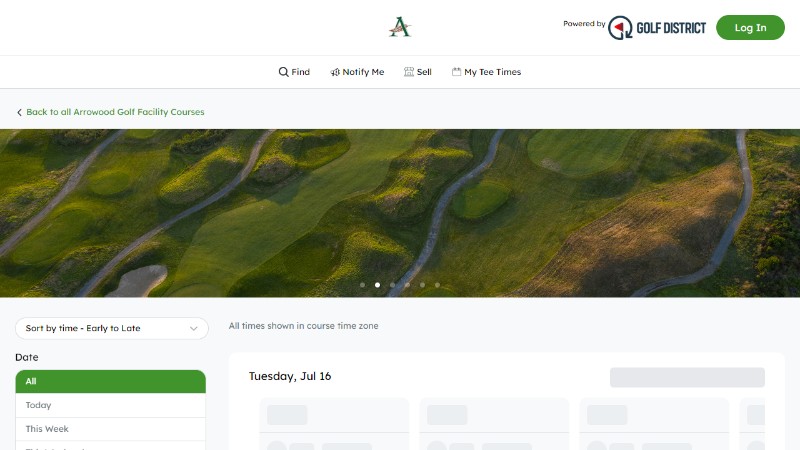 A
Powered by
GOLF DISTRICT
Log In
Find
Notify Me
Sell
My Tee Times
Back to all Arrowood Golf Facility Courses
Sort by time - Early to Late
All times shown in course time zone
Date
Tuesday, Jul 16
All
Today
This Week